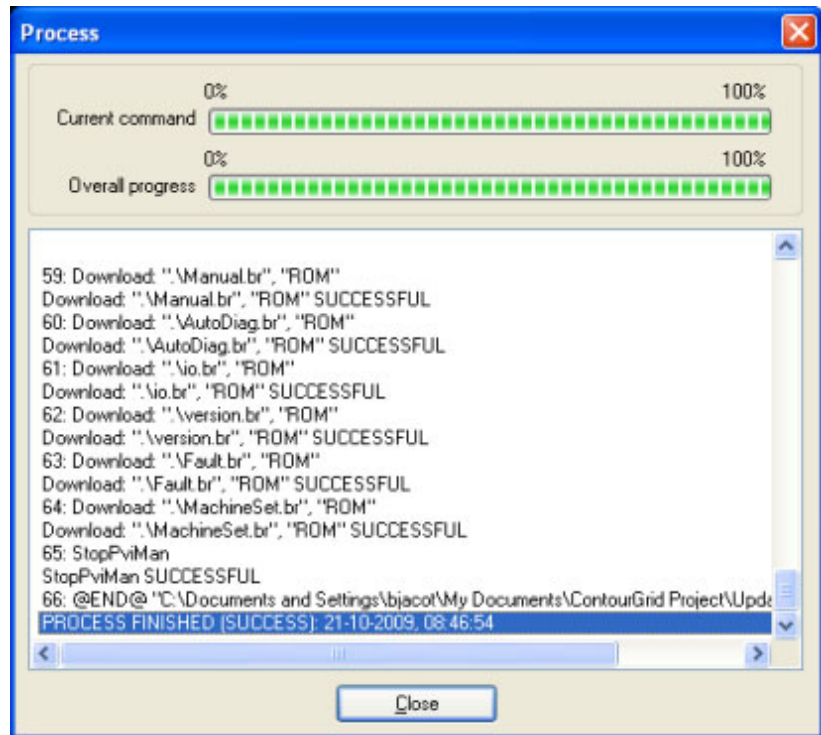 Process
0% 100%
Current command
0% 100%
Overall progress
59: Download: ".\Manual.br", "ROM"
Download: ".\Manual.br", "ROM" SUCCESSFUL
60: Download: ".\AutoDiag.br", "ROM"
Download: ".\AutoDiag.br", "ROM" SUCCESSFUL
61: Download: ".\io.br", "ROM"
Download: ".\io.br", "ROM" SUCCESSFUL
62: Download: ".\version.br", "ROM"
Download: ".\version.br", "ROM" SUCCESSFUL
63: Download: ".\Fault.br", "ROM"
Download: ".\Fault.br", "ROM" SUCCESSFUL
64: Download: ".\MachineSet.br", "ROM"
Download: ".\MachineSet.br", "ROM" SUCCESSFUL
65: StopPviMan
StopPviMan SUCCESSFUL
66: @END@ "C:\Documents and Settings\bjacot\My Documents\ContourGrid Project\Upda
PROCESS FINISHED (SUCCESS): 21-10-2009, 08:46:54
Close